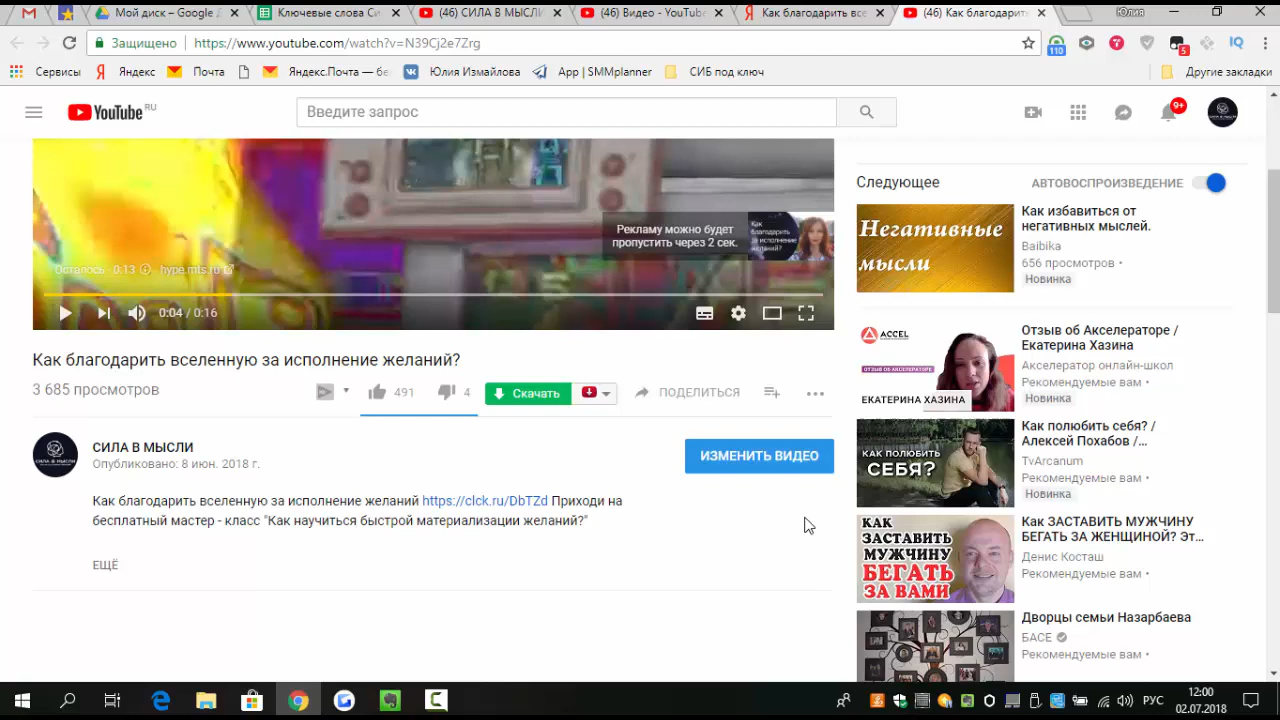 Мой диск – Google Д
Ключевые слова Си
(46) СИЛА В МЫСЛИ
(46) Видео - YouTube
Как благодарить все
(46) Как благодарить
Юлия
Защищено
https://www.youtube.com/watch?v=N39Cj2e7Zrg
110
5
IQ
Сервисы
Яндекс
Почта
Яндекс.Почта — бе
Юлия Измайлова
App | SMMplanner
СИБ под ключ
Другие закладки
YouTube RU
Введите запрос
9+
Рекламу можно будет
пропустить через 2 сек.
Как
благодарить
за исполнение
желаний?
Осталось 0:13
hype.mts.ru
0:04 / 0:16
Как благодарить вселенную за исполнение желаний?
3 685 просмотров
491
4
Скачать
ПОДЕЛИТЬСЯ
СИЛА В МЫСЛИ
Опубликовано: 8 июн. 2018 г.
ИЗМЕНИТЬ ВИДЕО
Как благодарить вселенную за исполнение желаний https://clck.ru/DbTZd Приходи на
бесплатный мастер - класс "Как научиться быстрой материализации желаний?"
ЕЩЁ
Следующее
АВТОВОСПРОИЗВЕДЕНИЕ
Негативные
мысли
Как избавиться от
негативных мыслей.
Baibika
656 просмотров •
Новинка
ACCEL
ОТЗЫВ ОБ АКСЕЛЕРАТОРЕ
ЕКАТЕРИНА ХАЗИНА
Отзыв об Акселераторе /
Екатерина Хазина
Акселератор онлайн-школ
Рекомендуемые вам •
Новинка
КАК ПОЛЮБИТЬ
СЕБЯ?
Как полюбить себя? /
Алексей Похабов /...
TvArcanum
Рекомендуемые вам •
Новинка
КАК
ЗАСТАВИТЬ
МУЖЧИНУ
БЕГАТЬ
ЗА ВАМИ
Как ЗАСТАВИТЬ МУЖЧИНУ
БЕГАТЬ ЗА ЖЕНЩИНОЙ? Эт...
Денис Косташ
Рекомендуемые вам •
Дворцы семьи Назарбаева
БАСЕ
Рекомендуемые вам •
РУС
12:00
02.07.2018